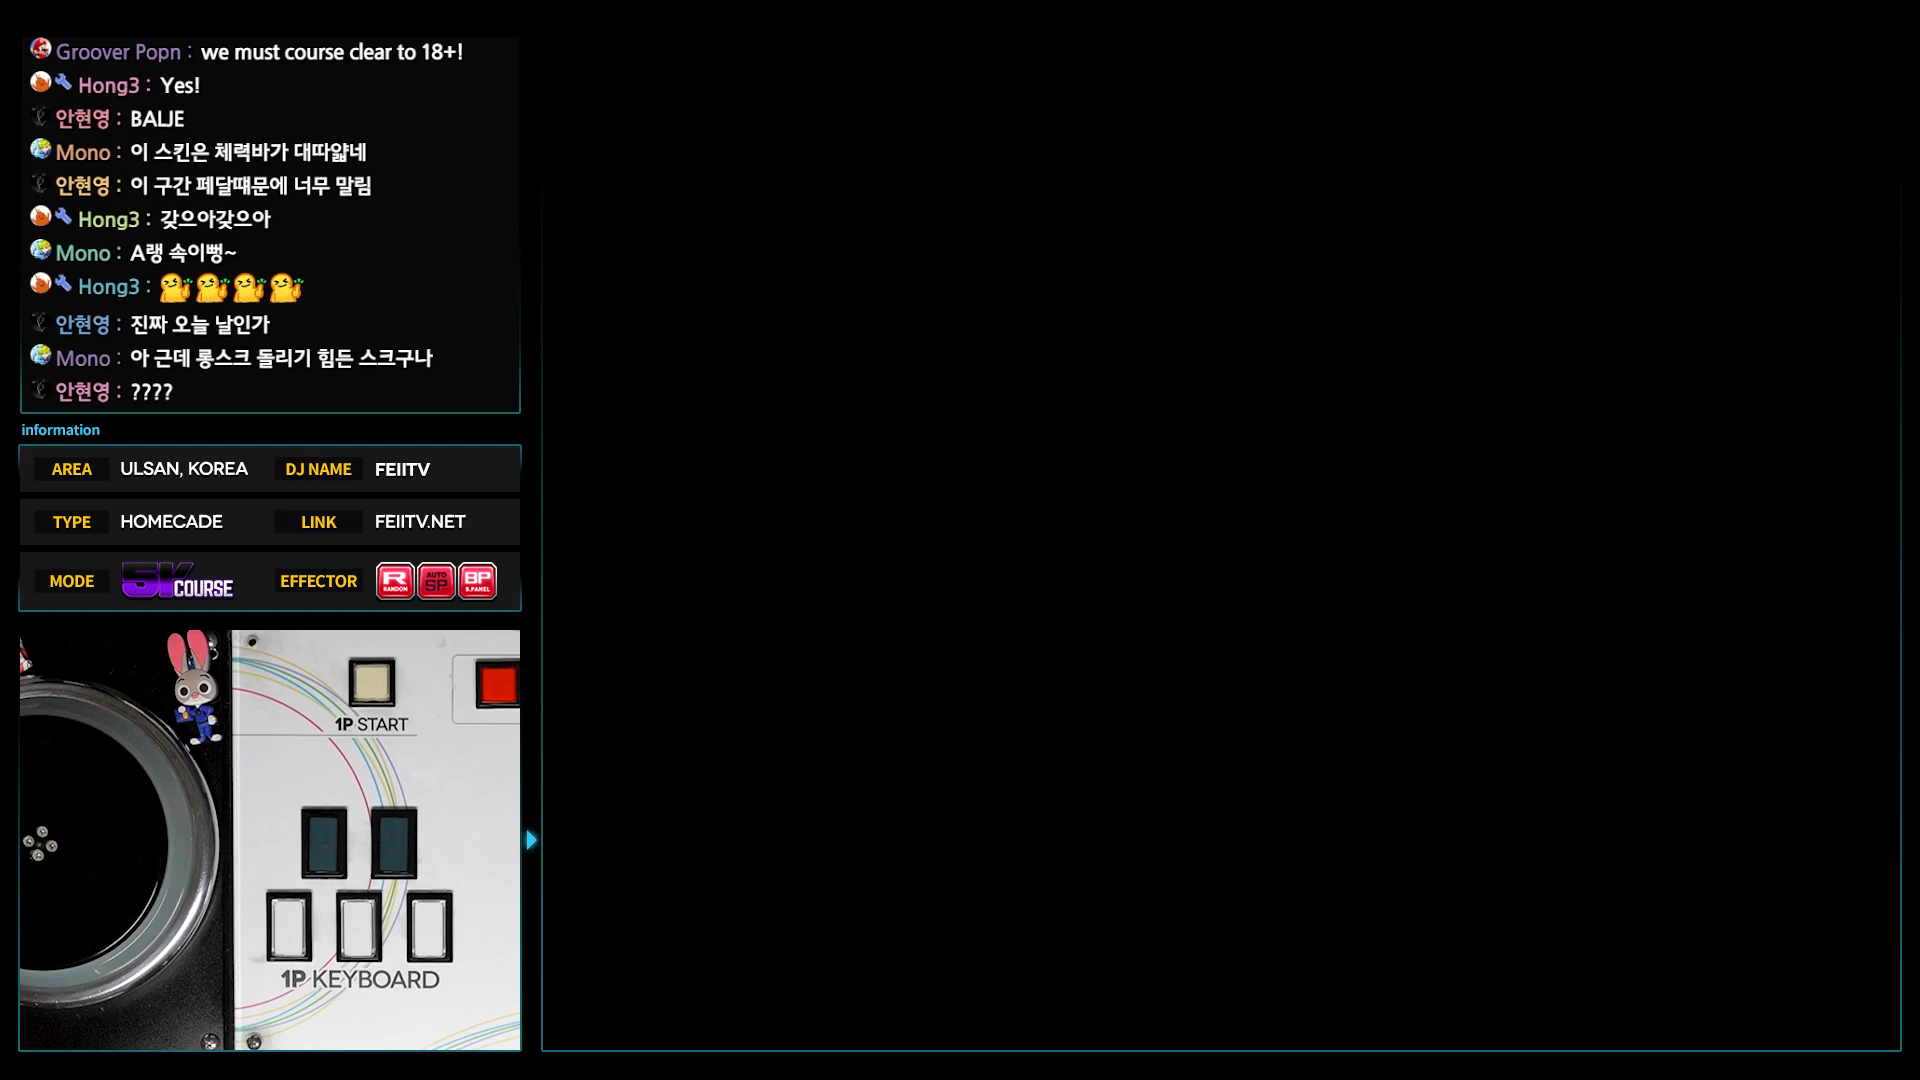 Groover Popn : we must course clear to 18+!
Hong3 : Yes!
안현영 : BALJE
Mono : 이 스킨은 체력바가 대따얇네
안현영 : 이 구간 페달떄문에 너무 말림
Hong3 : 갖으아갖으아
Mono : A랭 속이뻥~
Hong3 :
안현영 : 진짜 오늘 날인가
Mono : 아 근데 롱스크 돌리기 힘든 스크구나
안현영 : ????
information
AREA ULSAN, KOREA DJ NAME FEIITV
TYPE HOMECADE LINK FEIITV.NET
MODE 5K COURSE EFFECTOR R RANDOM AUTO SP BP B.PANEL
1P START
1P KEYBOARD